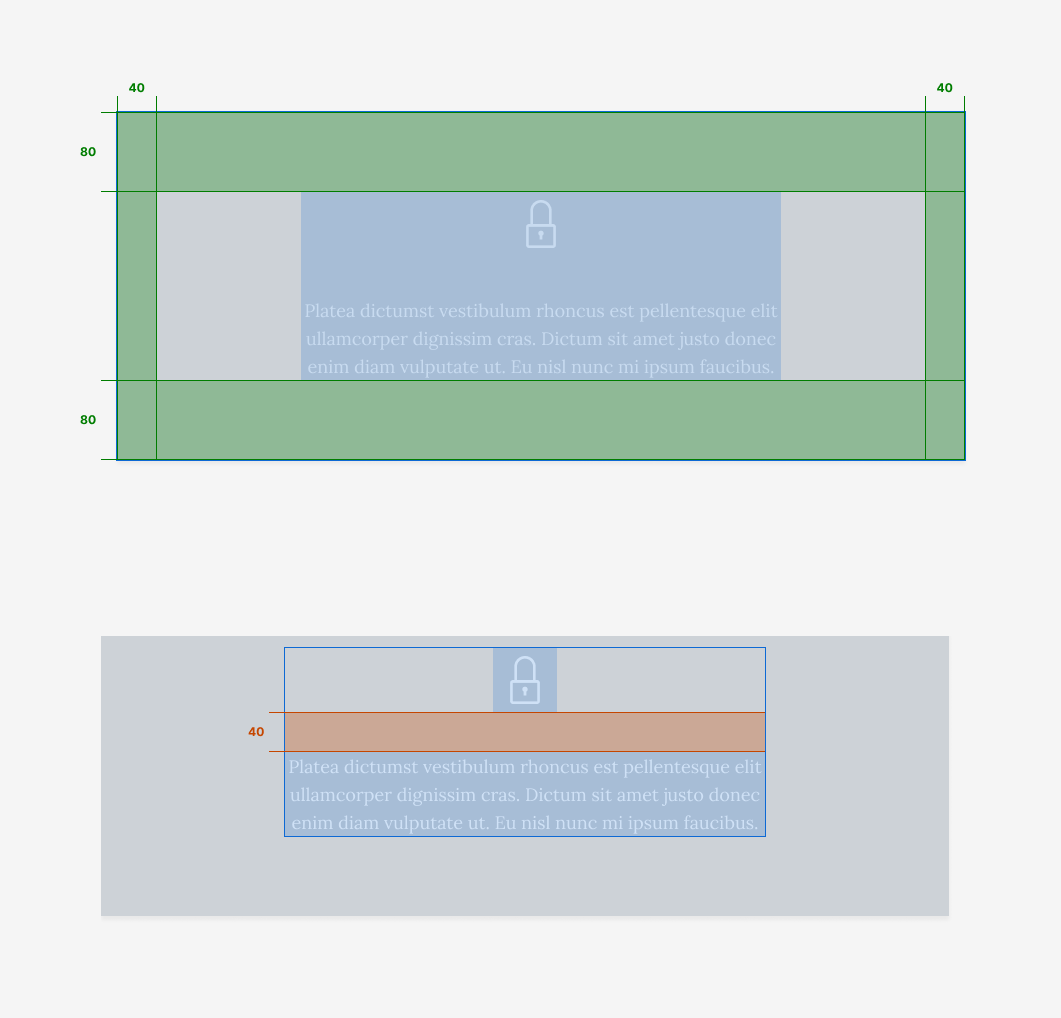 40
40
80
Platea dictumst vestibulum rhoncus est pellentesque elit
ullamcorper dignissim cras. Dictum sit amet justo donec
enim diam vulputate ut. Eu nisl nunc mi ipsum faucibus.
80
40
Platea dictumst vestibulum rhoncus est pellentesque elit
ullamcorper dignissim cras. Dictum sit amet justo donec
enim diam vulputate ut. Eu nisl nunc mi ipsum faucibus.